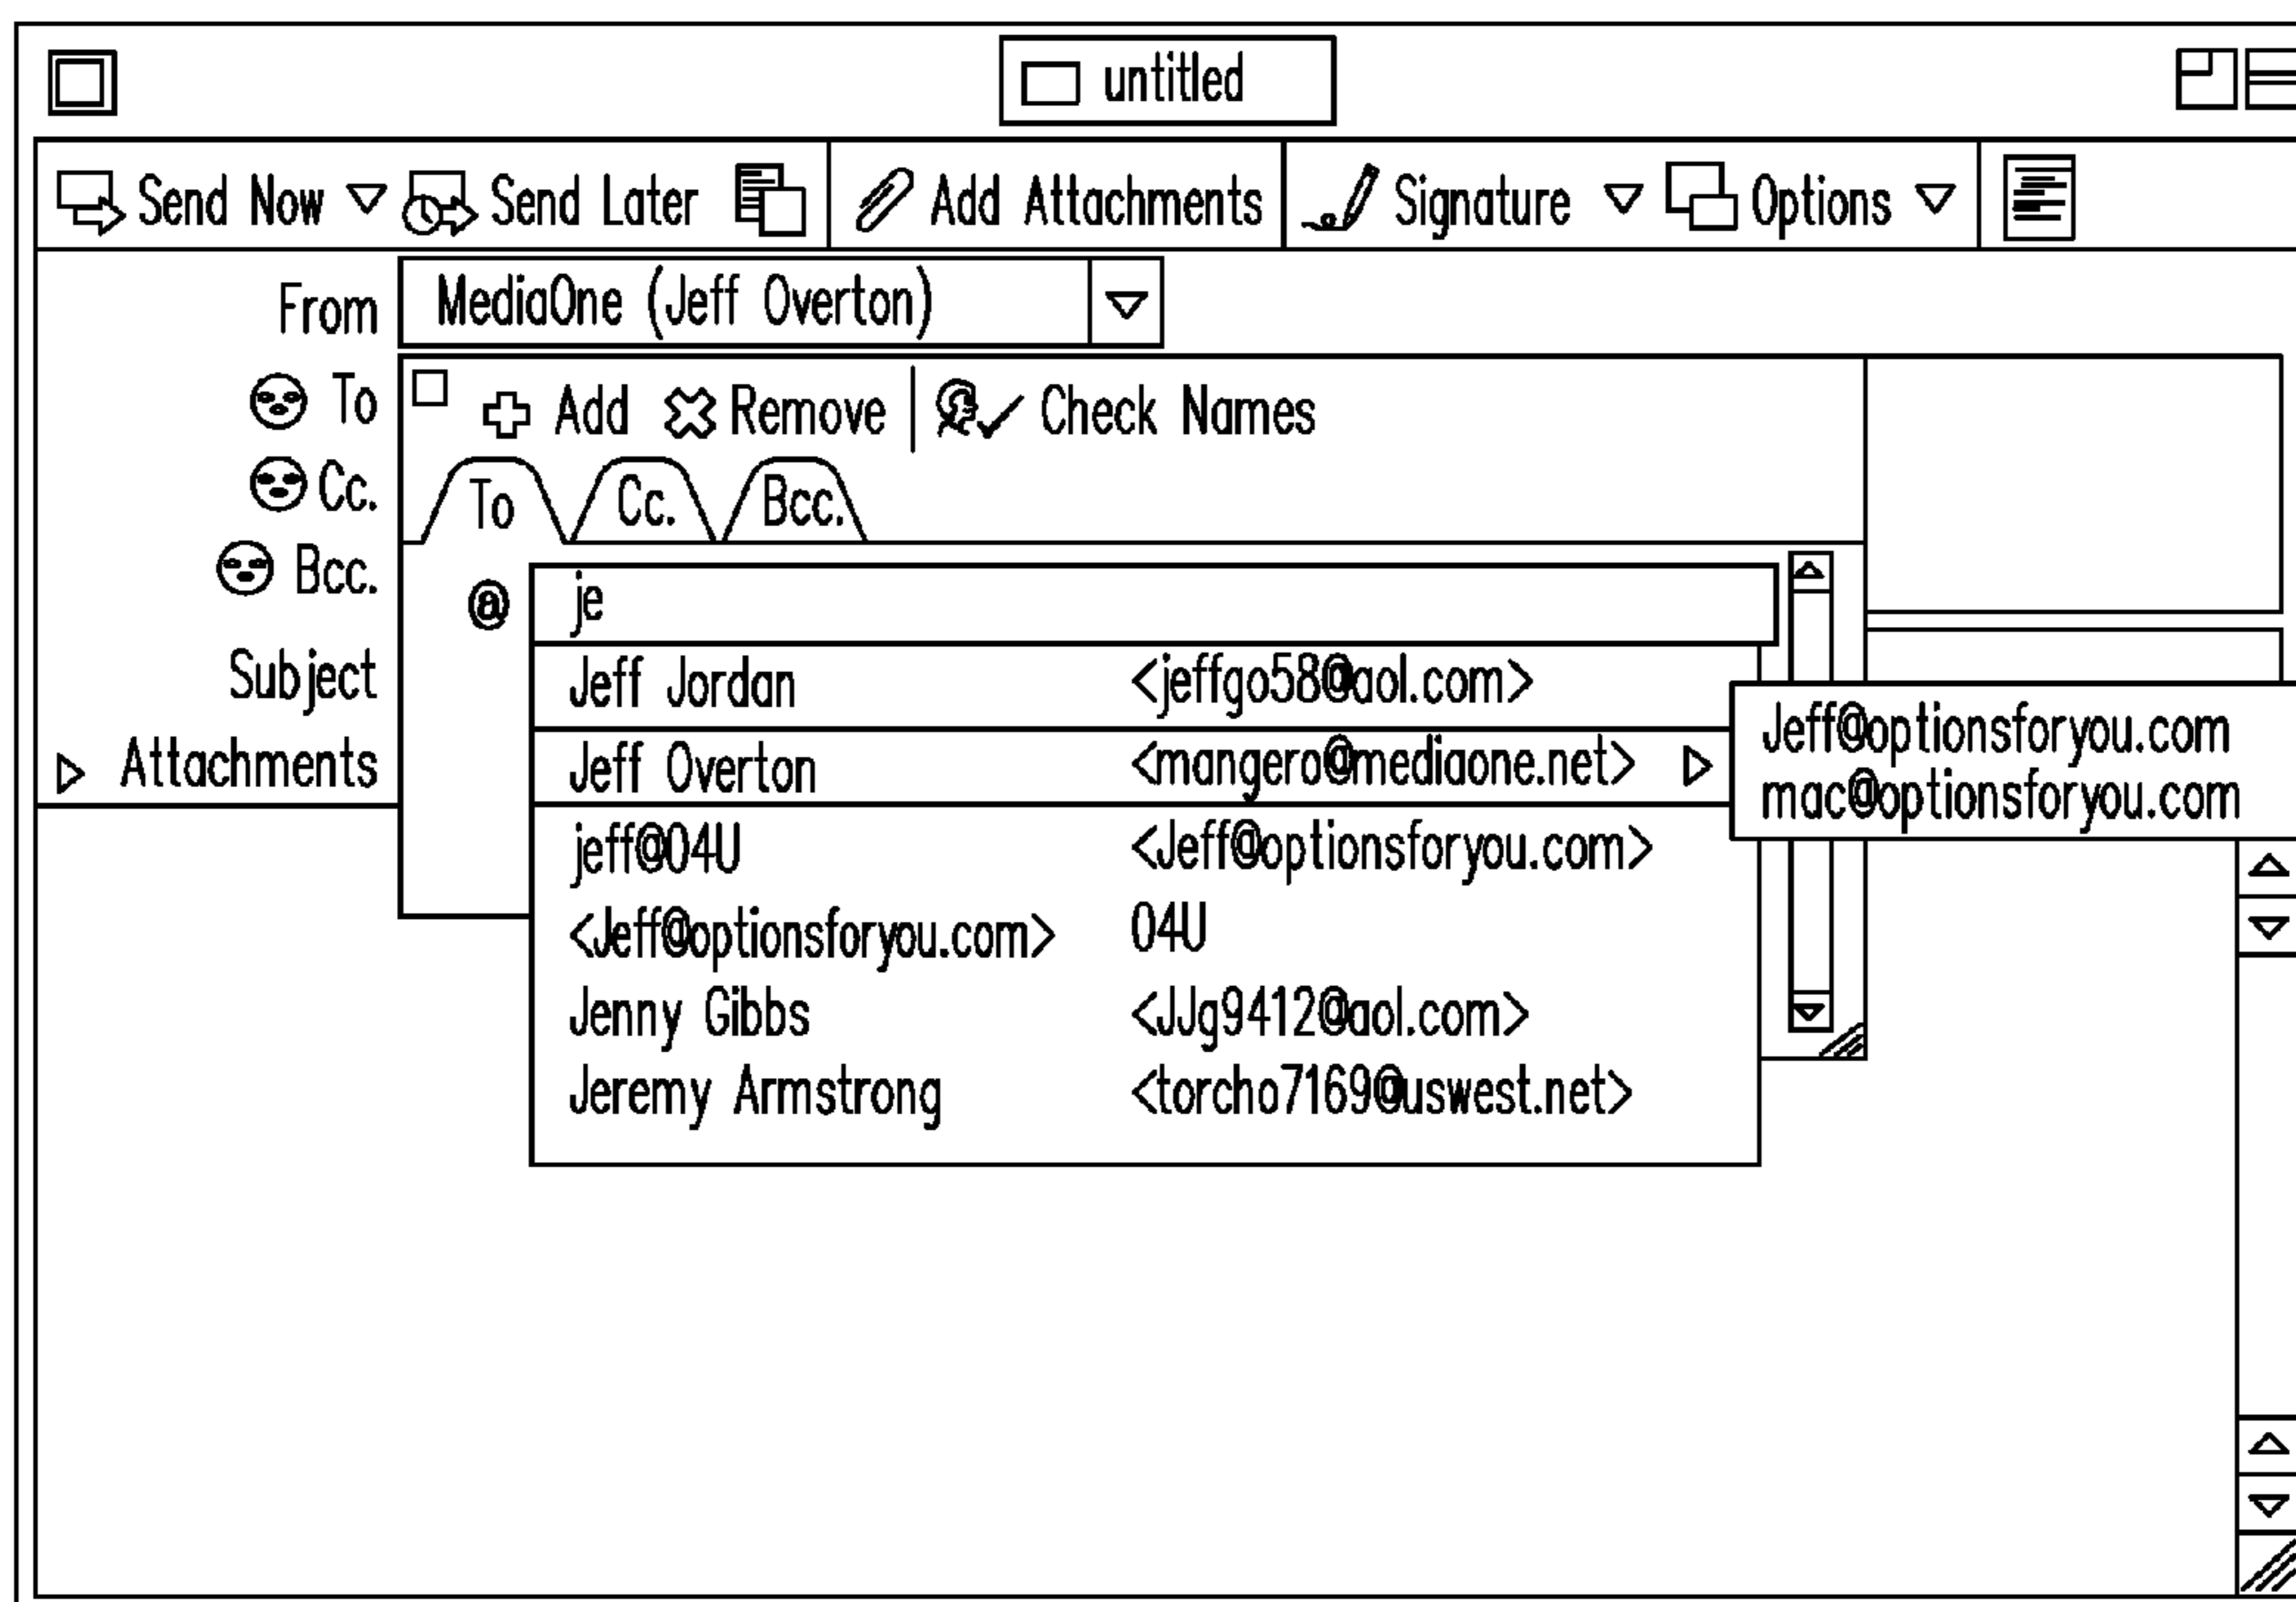 untitled
Send Now Send Later Add Attachments Signature Options
From MediaOne (Jeff Overton)
To Add Remove Check Names
Cc. To Cc. Bcc.
Bcc. @ je
Subject Jeff Jordan <jeffgo58@aol.com>
Attachments Jeff Overton <mangero@mediaone.net>
Jeff@optionsforyou.com
mac@optionsforyou.com
jeff@04U <Jeff@optionsforyou.com>
<Jeff@optionsforyou.com> 04U
Jenny Gibbs <JJg9412@aol.com>
Jeremy Armstrong <torcho7169@uswest.net>